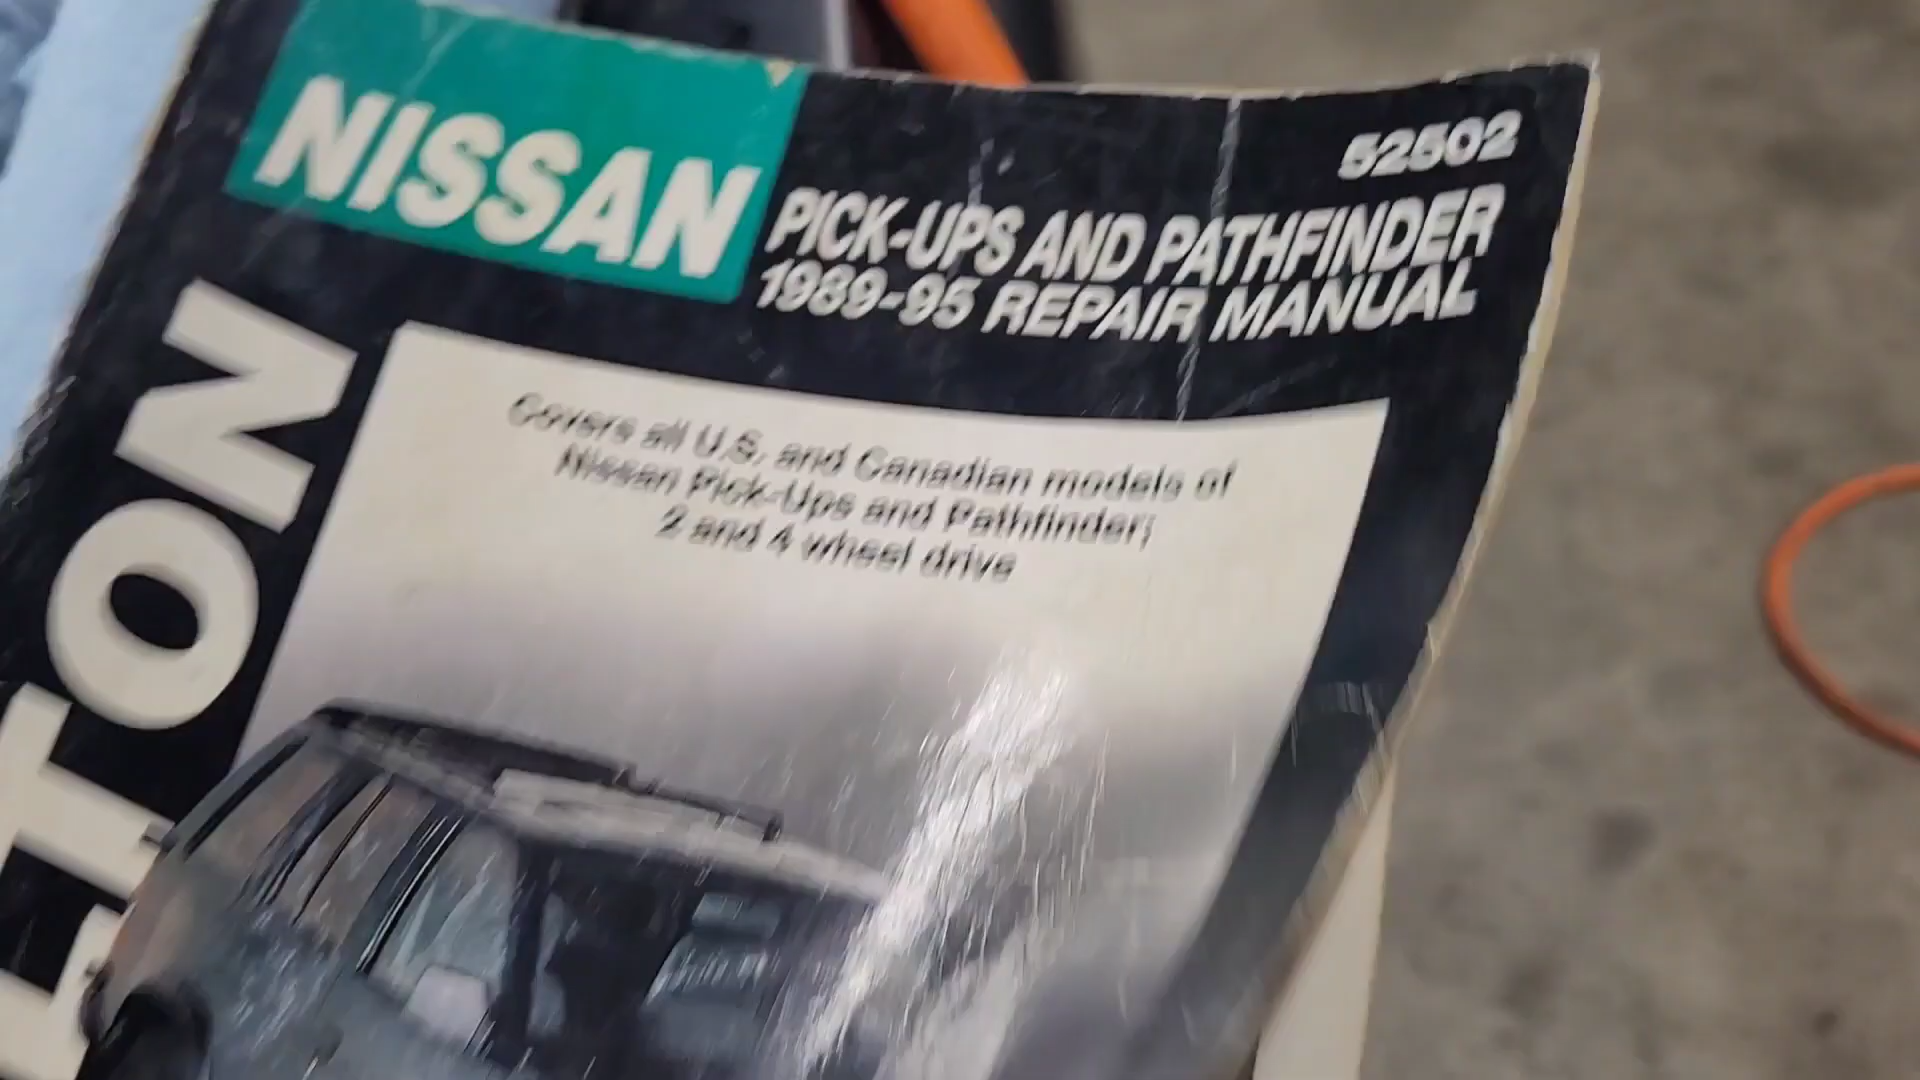 NISSAN
52502
PICK-UPS AND PATHFINDER
1989-95 REPAIR MANUAL
Covers all U.S. and Canadian models of
Nissan Pick-Ups and Pathfinder;
2 and 4 wheel drive
LTON